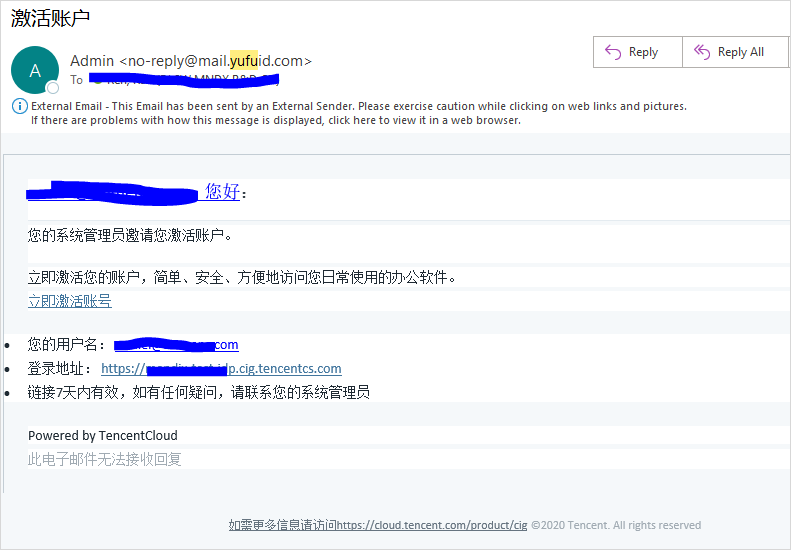 激活账户
A
Admin <no-reply@mail.yufuid.com>
Reply
Reply All
To
External Email - This Email has been sent by an External Sender. Please exercise caution while clicking on web links and pictures.
If there are problems with how this message is displayed, click here to view it in a web browser.
您好：
您的系统管理员邀请您激活账户。
立即激活您的账户，简单、安全、方便地访问您日常使用的办公软件。
立即激活账号
您的用户名： .com
登录地址： https:// .cig.tencentcs.com
链接7天内有效，如有任何疑问，请联系您的系统管理员
Powered by TencentCloud
此电子邮件无法接收回复
如需更多信息请访问https://cloud.tencent.com/product/cig ©2020 Tencent. All rights reserved